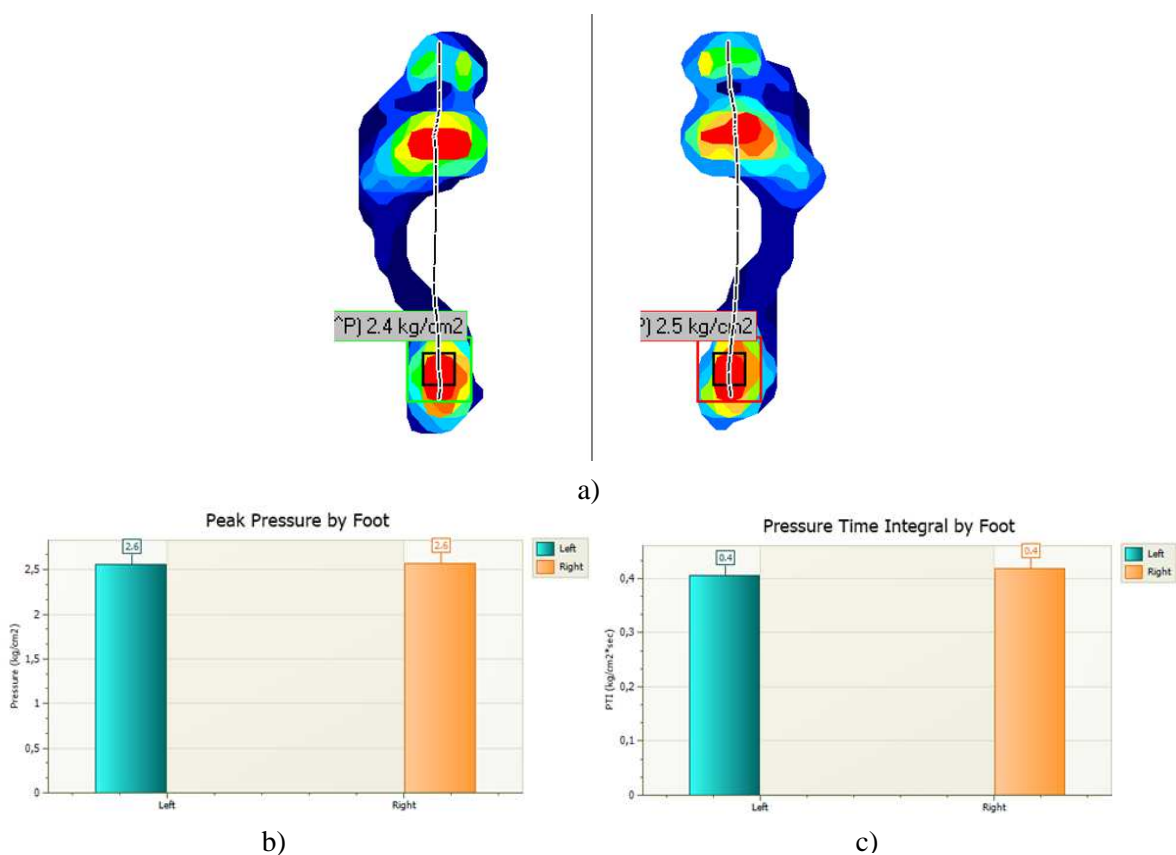 ^P) 2.4 kg/cm2
P) 2.5 kg/cm2
a)
Peak Pressure by Foot
2.6
2.6
Left
Right
Pressure (kg/cm2)
2,5
2
1,5
1
0,5
0
Left
Right
b)
Pressure Time Integral by Foot
0.4
0.4
Left
Right
PTI (kg/cm2*sec)
0,4
0,3
0,2
0,1
0
Left
Right
c)